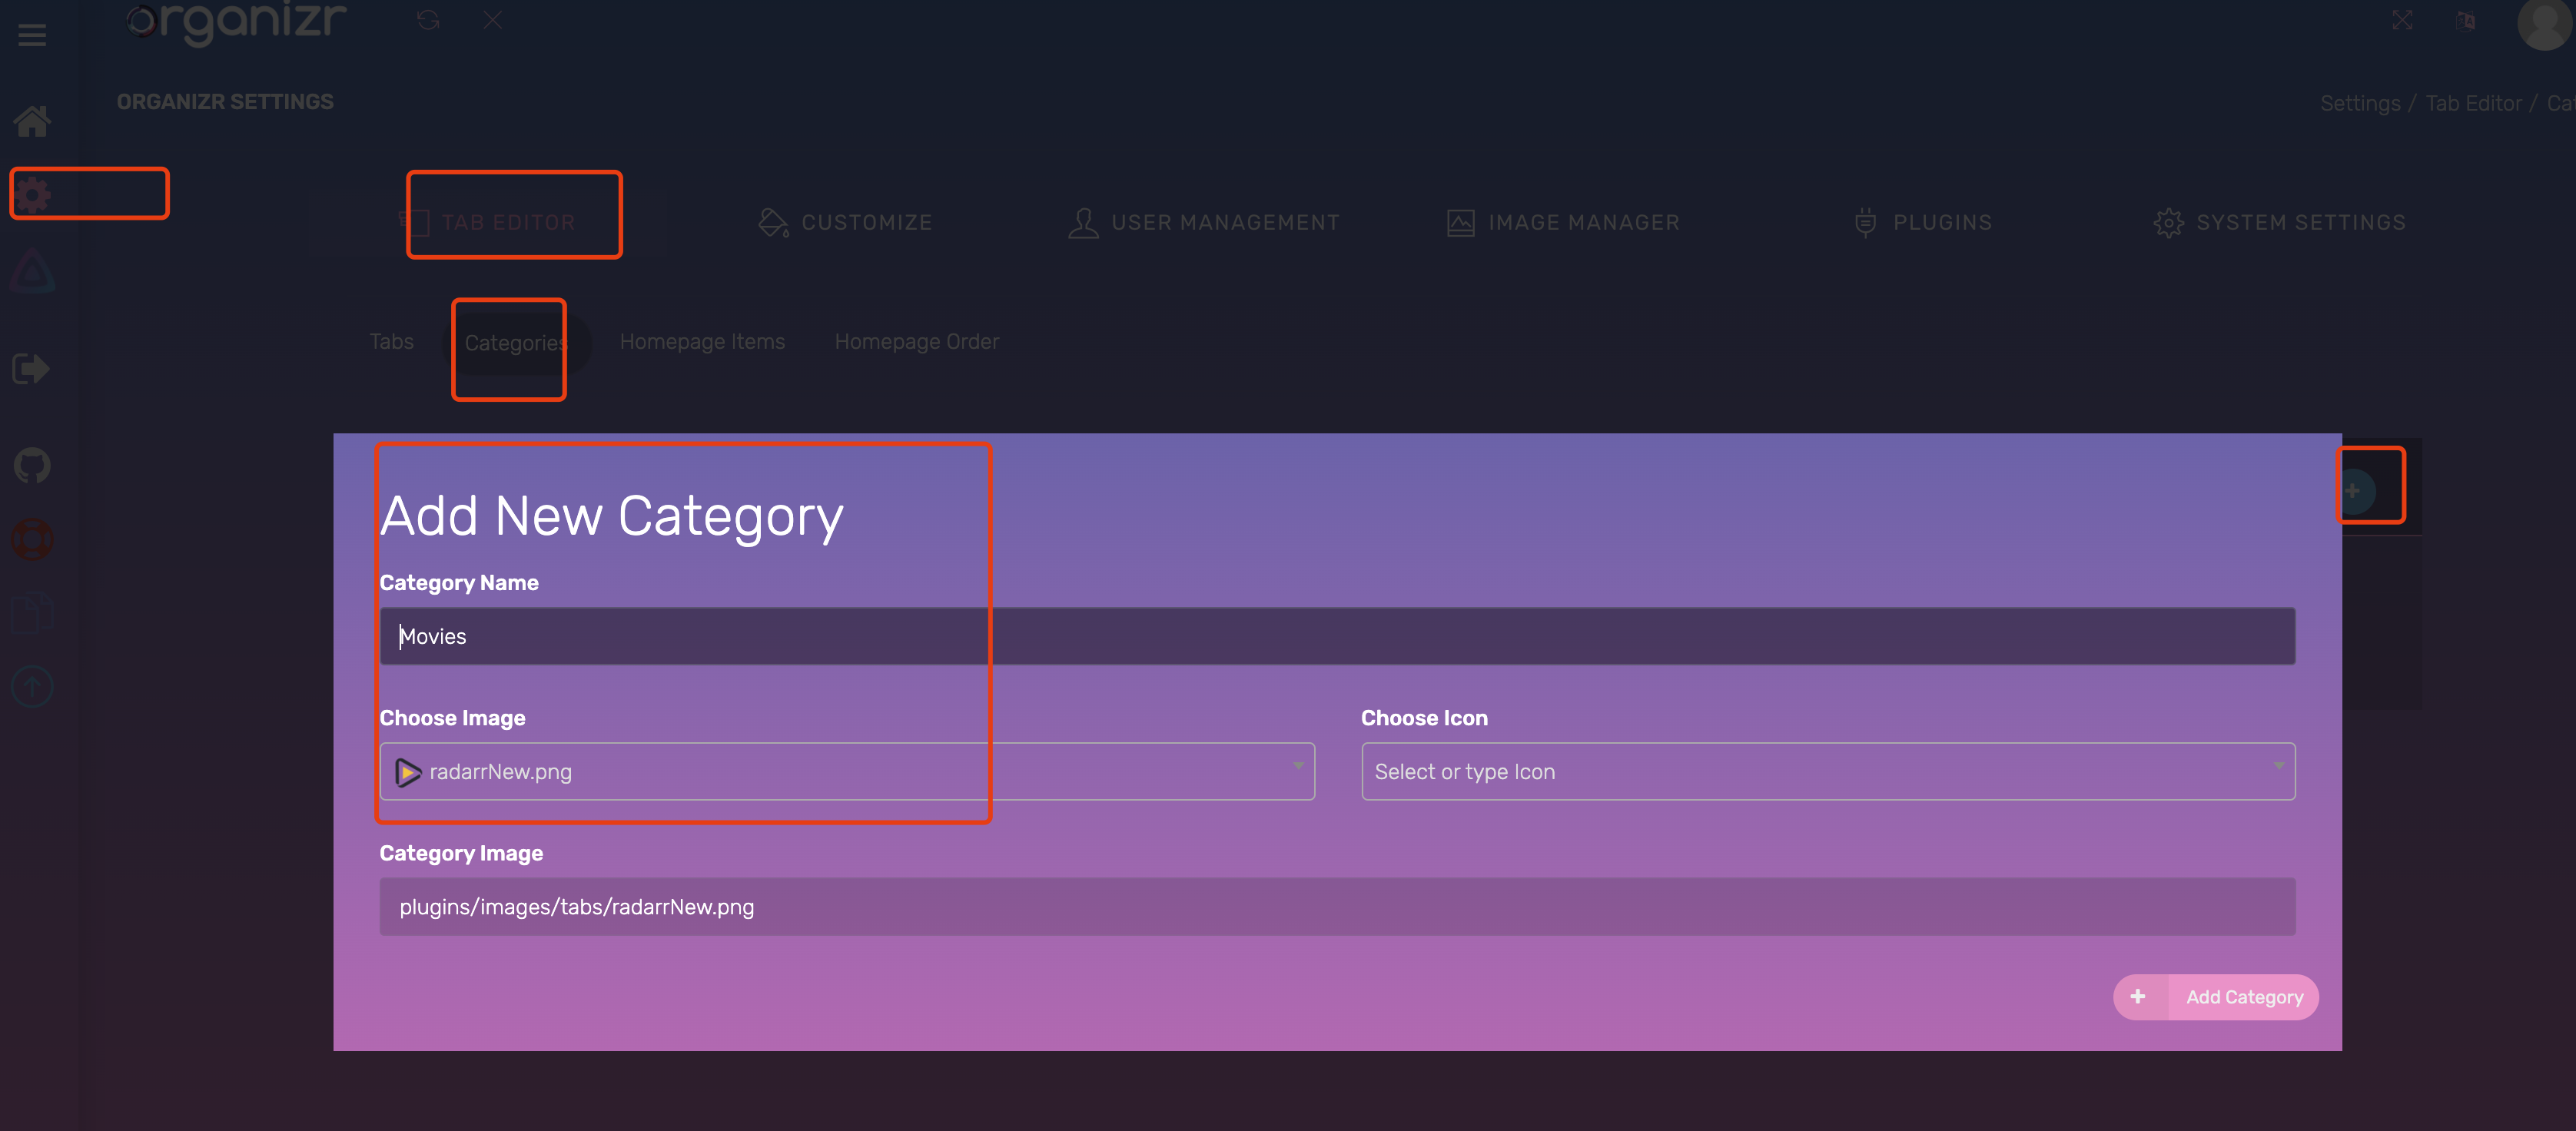 organizr
ORGANIZR SETTINGS
Settings / Tab Editor /
TAB EDITOR
CUSTOMIZE
USER MANAGEMENT
IMAGE MANAGER
PLUGINS
SYSTEM SETTINGS
Tabs
Categories
Homepage Items
Homepage Order
Add New Category
Category Name
Movies
Choose Image
Choose Icon
radarrNew.png
Select or type Icon
Category Image
plugins/images/tabs/radarrNew.png
Add Category